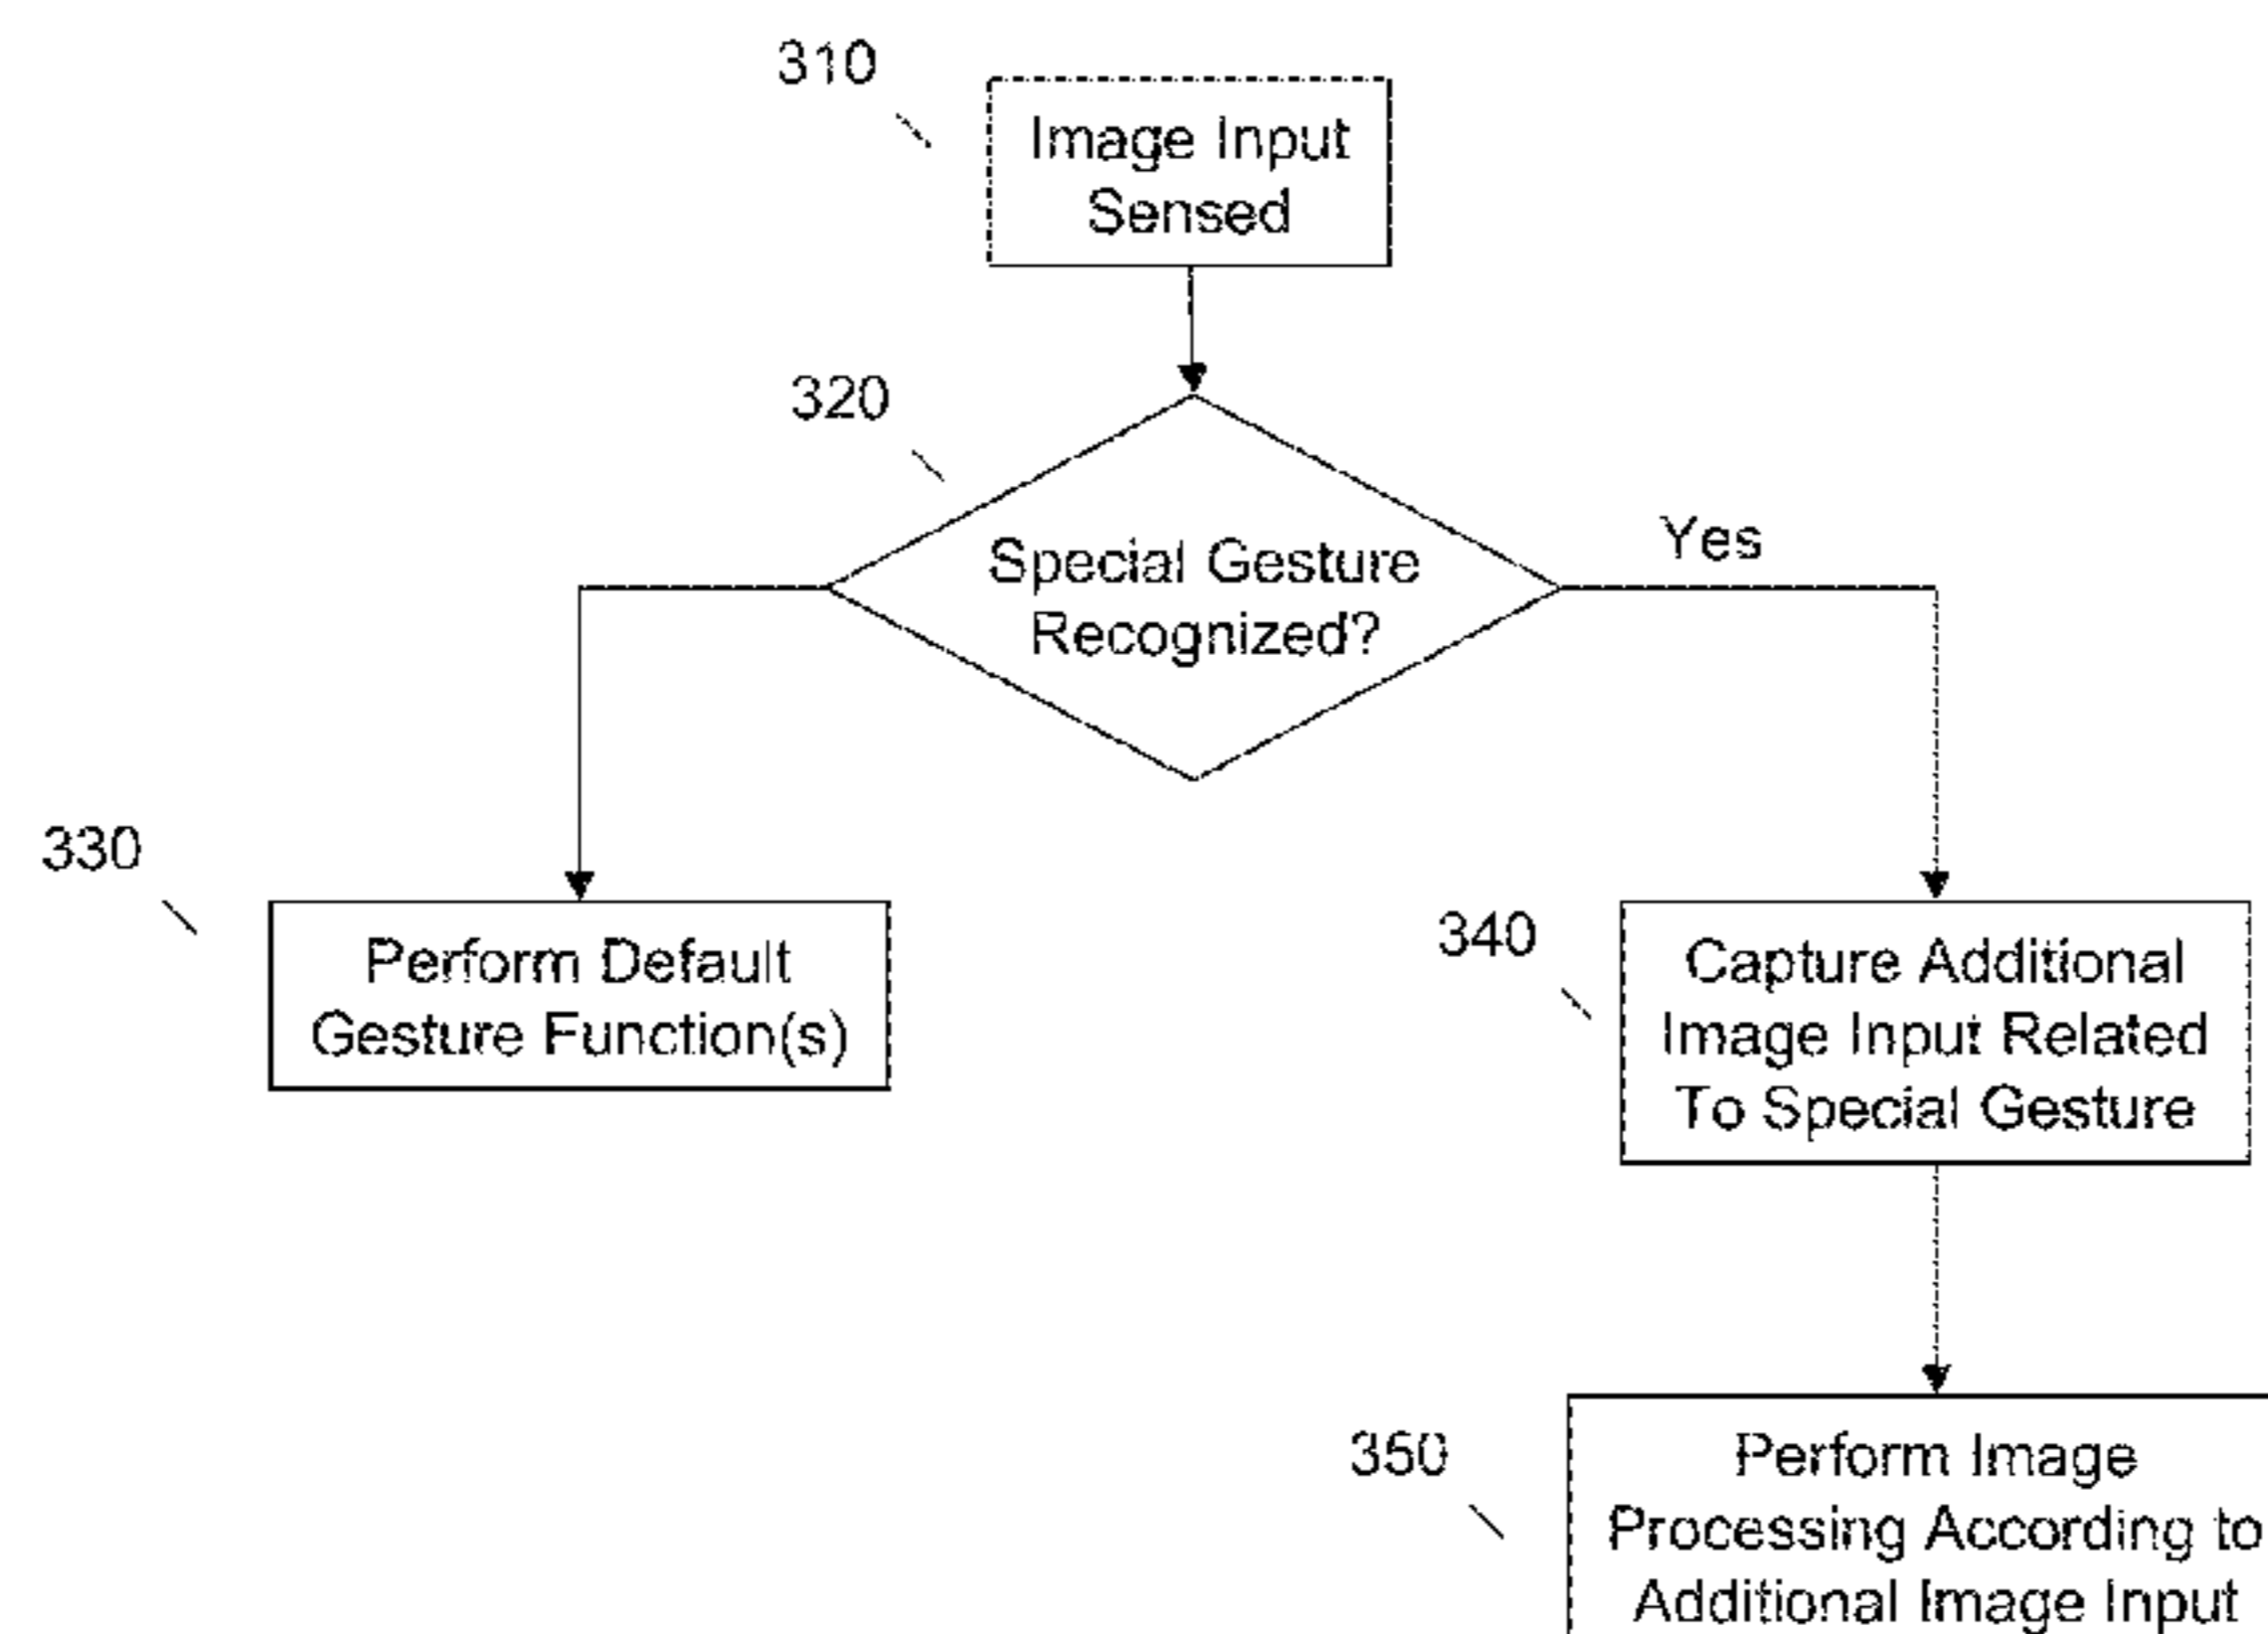 310
Image Input
Sensed
320
Special Gesture
Recognized?
Yes
330
Perform Default
Gesture Function(s)
340
Capture Additional
Image Input Related
To Special Gesture
350
Perform Image
Processing According to
Additional Image Input